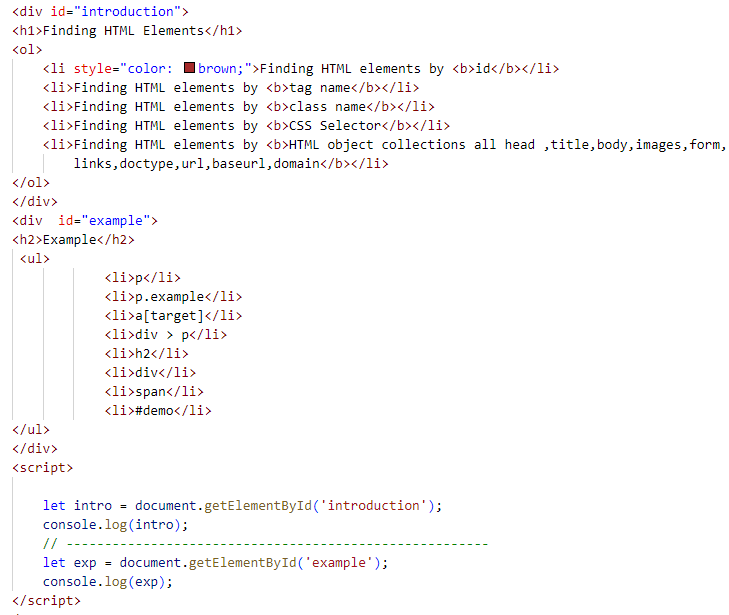 <div id="introduction">
<h1>Finding HTML Elements</h1>
<ol>
<li style="color: brown;">Finding HTML elements by <b>id</b></li>
<li>Finding HTML elements by <b>tag name</b></li>
<li>Finding HTML elements by <b>class name</b></li>
<li>Finding HTML elements by <b>CSS Selector</b></li>
<li>Finding HTML elements by <b>HTML object collections all head ,title,body,images,form,
links,doctype,url,baseurl,domain</b></li>
</ol>
</div>
<div  id="example">
<h2>Example</h2>
<ul>
<li>p</li>
<li>p.example</li>
<li>a[target]</li>
<li>div > p</li>
<li>h2</li>
<li>div</li>
<li>span</li>
<li>#demo</li>
</ul>
</div>
<script>
let intro = document.getElementById('introduction');
console.log(intro);
// -------------------------------------------------------
let exp = document.getElementById('example');
console.log(exp);
</script>